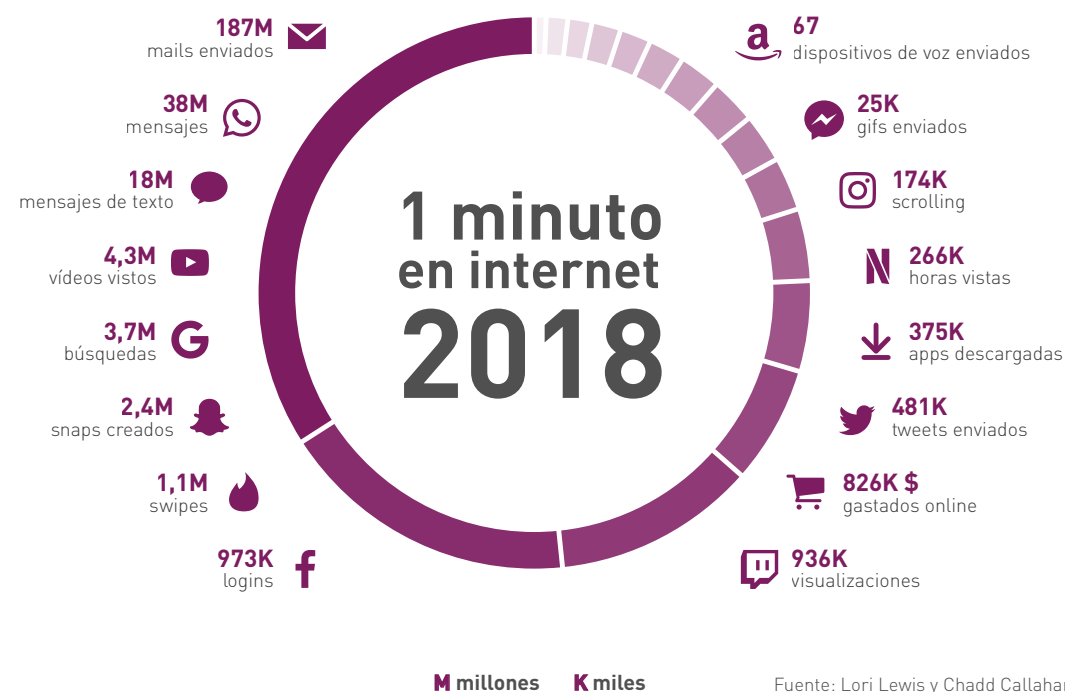 187M
mails enviados
38M
mensajes
18M
mensajes de texto
4,3M
vídeos vistos
3,7M
búsquedas
2,4M
snaps creados
1,1M
swipes
973K
logins
1 minuto
en internet
2018
67
dispositivos de voz enviados
25K
gifs enviados
174K
scrolling
266K
horas vistas
375K
apps descargadas
481K
tweets enviados
826K $
gastados online
936K
visualizaciones
M millones K miles
Fuente: Lori Lewis y Chadd Callahan